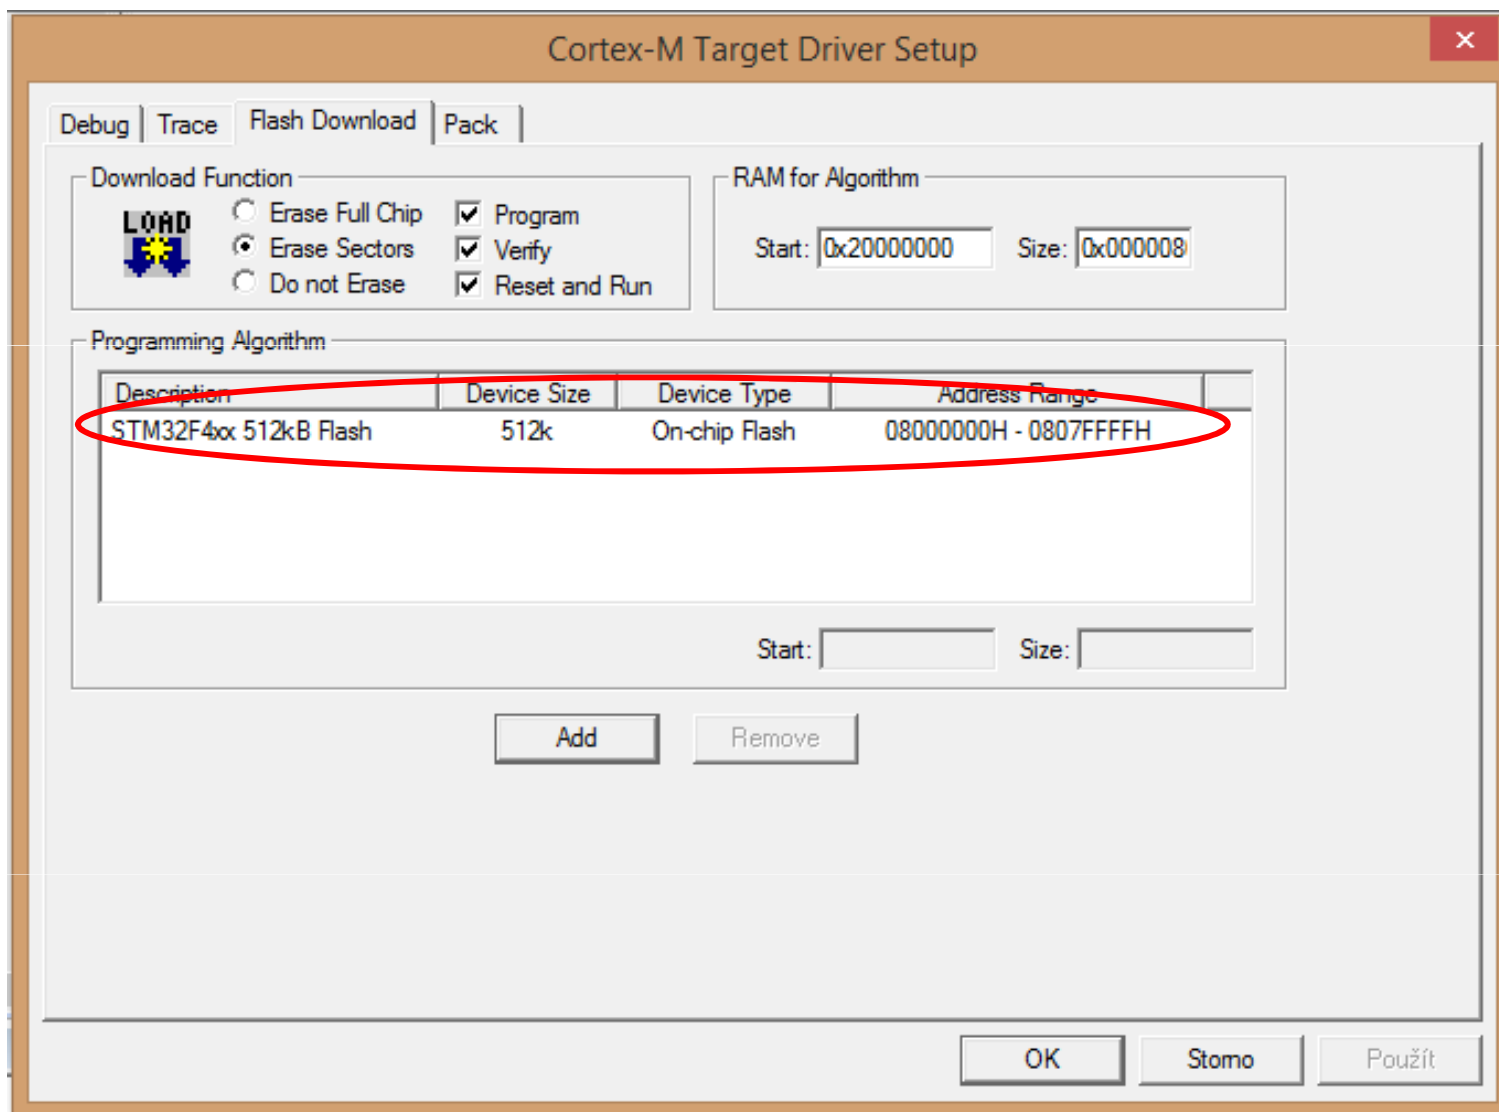 Cortex-M Target Driver Setup
Debug Trace Flash Download Pack
Download Function
LOAD
Erase Full Chip
Erase Sectors
Do not Erase
Program
Verify
Reset and Run
RAM for Algorithm
Start: 0x20000000 Size: 0x000008
Programming Algorithm
Description Device Size Device Type Address Range
STM32F4xx 512kB Flash 512k On-chip Flash 08000000H - 0807FFFFH
Start: Size:
Add Remove
OK Storno Použít